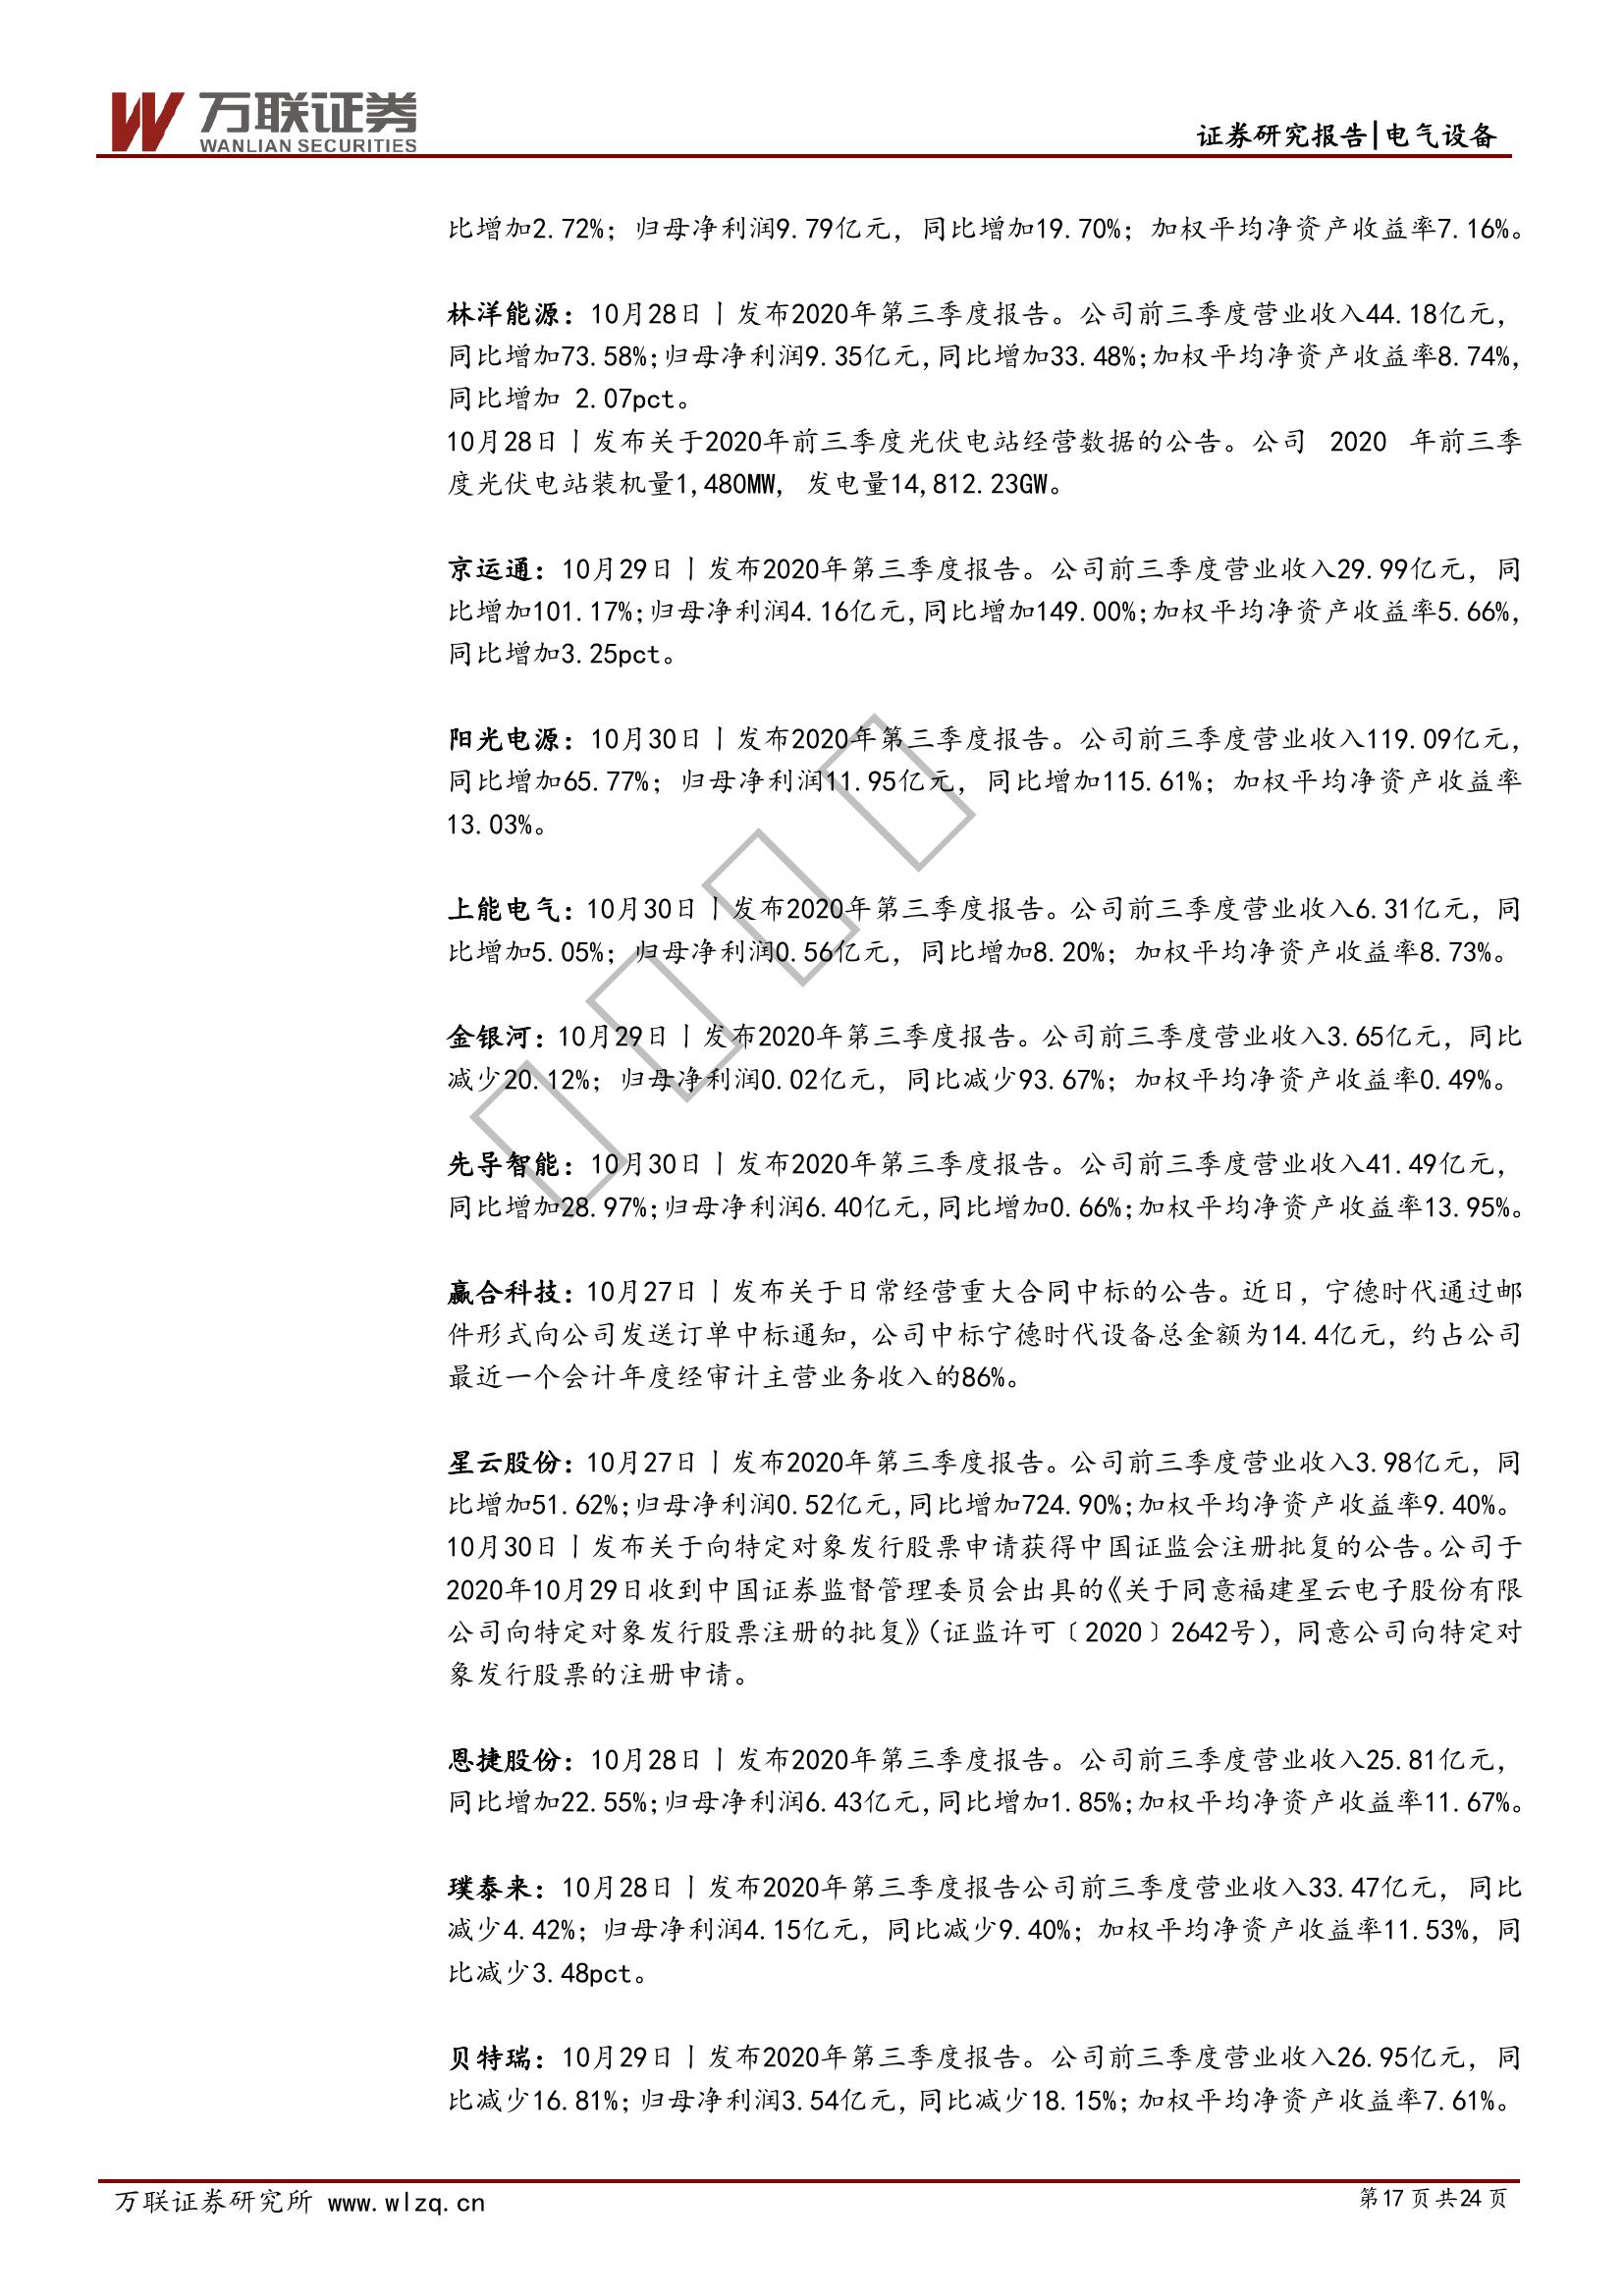 万联证券
WANLIAN SECURITIES
证券研究报告|电气设备
比增加2.72%；归母净利润9.79亿元，同比增加19.70%；加权平均净资产收益率7.16%。
林洋能源：10月28日丨发布2020年第三季度报告。公司前三季度营业收入44.18亿元，
同比增加73.58%；归母净利润9.35亿元，同比增加33.48%；加权平均净资产收益率8.74%，
同比增加 2.07pct。
10月28日丨发布关于2020年前三季度光伏电站经营数据的公告。公司 2020 年前三季
度光伏电站装机量1,480MW, 发电量14,812.23GW。
京运通：10月29日丨发布2020年第三季度报告。公司前三季度营业收入29.99亿元，同
比增加101.17%；归母净利润4.16亿元，同比增加149.00%；加权平均净资产收益率5.66%，
同比增加3.25pct。
阳光电源：10月30日丨发布2020年第三季度报告。公司前三季度营业收入119.09亿元，
同比增加65.77%；归母净利润11.95亿元，同比增加115.61%；加权平均净资产收益率
13.03%。
上能电气：10月30日丨发布2020年第三季度报告。公司前三季度营业收入6.31亿元，同
比增加5.05%；归母净利润0.56亿元，同比增加8.20%；加权平均净资产收益率8.73%。
金银河：10月29日丨发布2020年第三季度报告。公司前三季度营业收入3.65亿元，同比
减少20.12%；归母净利润0.02亿元，同比减少93.67%；加权平均净资产收益率0.49%。
先导智能：10月30日丨发布2020年第三季度报告。公司前三季度营业收入41.49亿元，
同比增加28.97%；归母净利润6.40亿元，同比增加0.66%；加权平均净资产收益率13.95%。
赢合科技：10月27日丨发布关于日常经营重大合同中标的公告。近日，宁德时代通过邮
件形式向公司发送订单中标通知，公司中标宁德时代设备总金额为14.4亿元，约占公司
最近一个会计年度经审计主营业务收入的86%。
星云股份：10月27日丨发布2020年第三季度报告。公司前三季度营业收入3.98亿元，同
比增加51.62%；归母净利润0.52亿元，同比增加724.90%；加权平均净资产收益率9.40%。
10月30日丨发布关于向特定对象发行股票申请获得中国证监会注册批复的公告。公司于
2020年10月29日收到中国证券监督管理委员会出具的《关于同意福建星云电子股份有限
公司向特定对象发行股票注册的批复》（证监许可〔2020〕2642号），同意公司向特定对
象发行股票的注册申请。
恩捷股份：10月28日丨发布2020年第三季度报告。公司前三季度营业收入25.81亿元，
同比增加22.55%；归母净利润6.43亿元，同比增加1.85%；加权平均净资产收益率11.67%。
璞泰来：10月28日丨发布2020年第三季度报告公司前三季度营业收入33.47亿元，同比
减少4.42%；归母净利润4.15亿元，同比减少9.40%；加权平均净资产收益率11.53%，同
比减少3.48pct。
贝特瑞：10月29日丨发布2020年第三季度报告。公司前三季度营业收入26.95亿元，同
比减少16.81%；归母净利润3.54亿元，同比减少18.15%；加权平均净资产收益率7.61%。
万联证券研究所 www.wlzq.cn
第17 页 共24 页